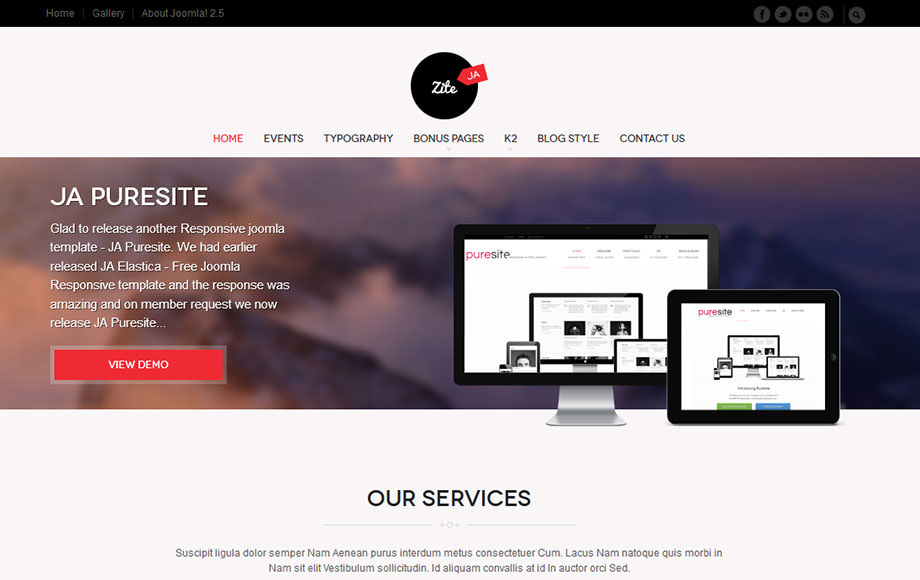 Home
Gallery
About Joomla! 2.5
Zite
JA
HOME
EVENTS
TYPOGRAPHY
BONUS PAGES
K2
BLOG STYLE
CONTACT US
JA PURESITE
Glad to release another Responsive joomla
template - JA Puresite. We had earlier
released JA Elastica - Free Joomla
Responsive template and the response was
amazing and on member request we now
release JA Puresite...
VIEW DEMO
puresite
puresite
OUR SERVICES
Suscipit ligula dolor semper Nam Aenean purus interdum metus consectetuer Cum. Lacus Nam natoque quis morbi in
Nam sit elit Vestibulum sollicitudin. Id aliquam convallis at id In auctor orci Sed.